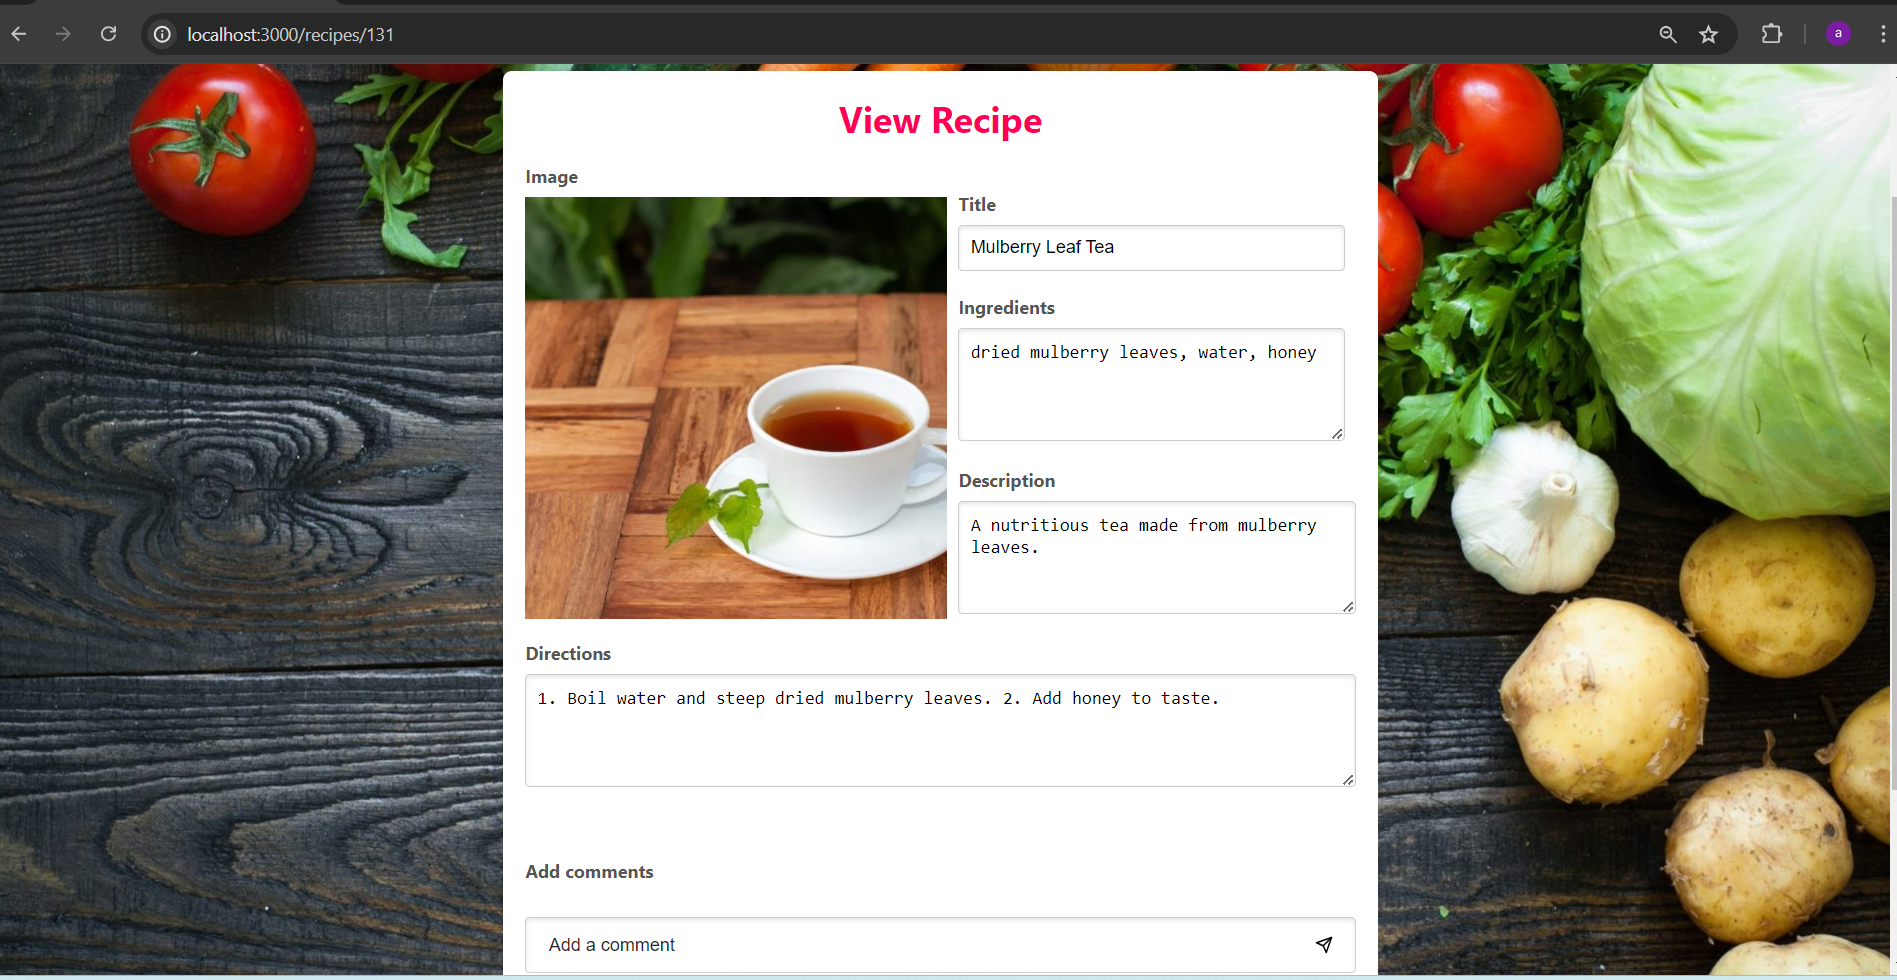 localhost:3000/recipes/131
a
View Recipe
Image
Title
Mulberry Leaf Tea
Ingredients
dried mulberry leaves, water, honey
Description
A nutritious tea made from mulberry
leaves.
Directions
1. Boil water and steep dried mulberry leaves. 2. Add honey to taste.
Add comments
Add a comment